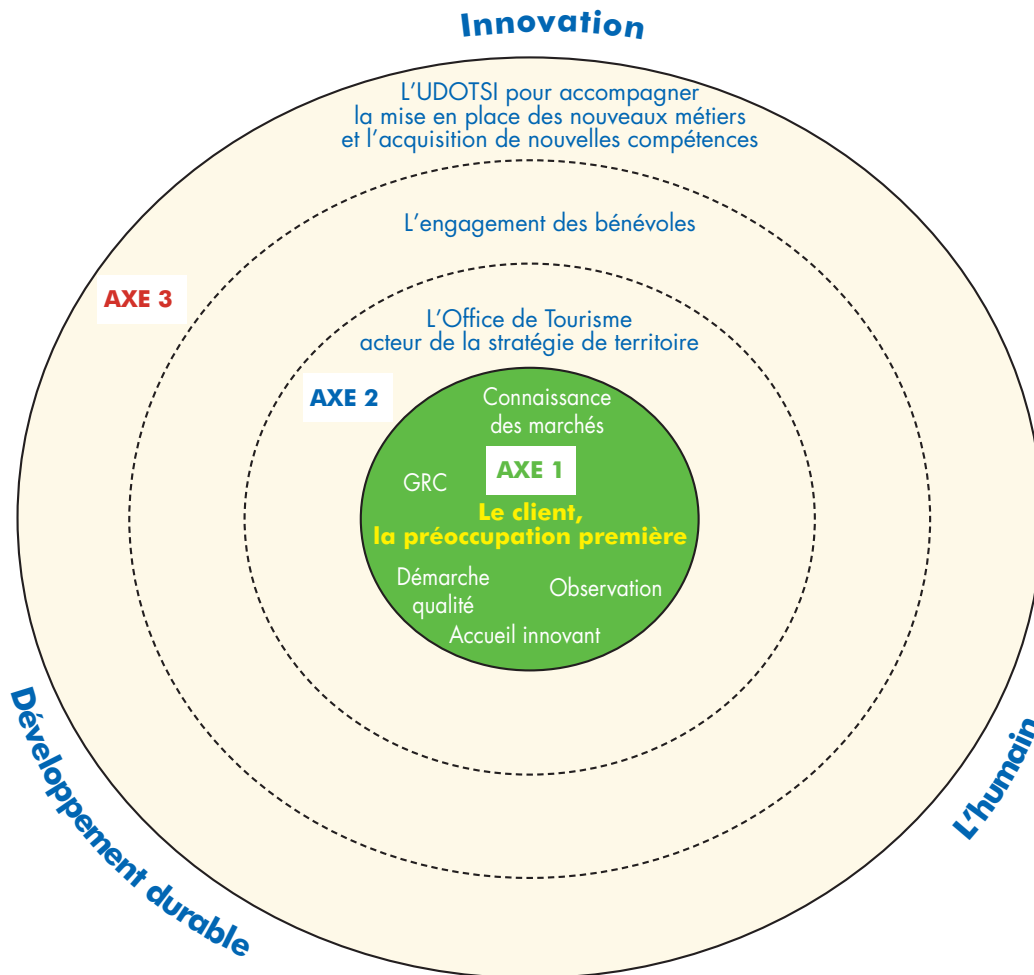 Innovation
L'UDOTSI pour accompagner
la mise en place des nouveaux métiers
et l'acquisition de nouvelles compétences
L'engagement des bénévoles
AXE 3
L'Office de Tourisme
acteur de la stratégie de territoire
AXE 2
Connaissance
des marchés
AXE 1
GRC
Le client,
la préoccupation première
Démarche
qualité
Observation
Accueil innovant
Développement durable
L'humain